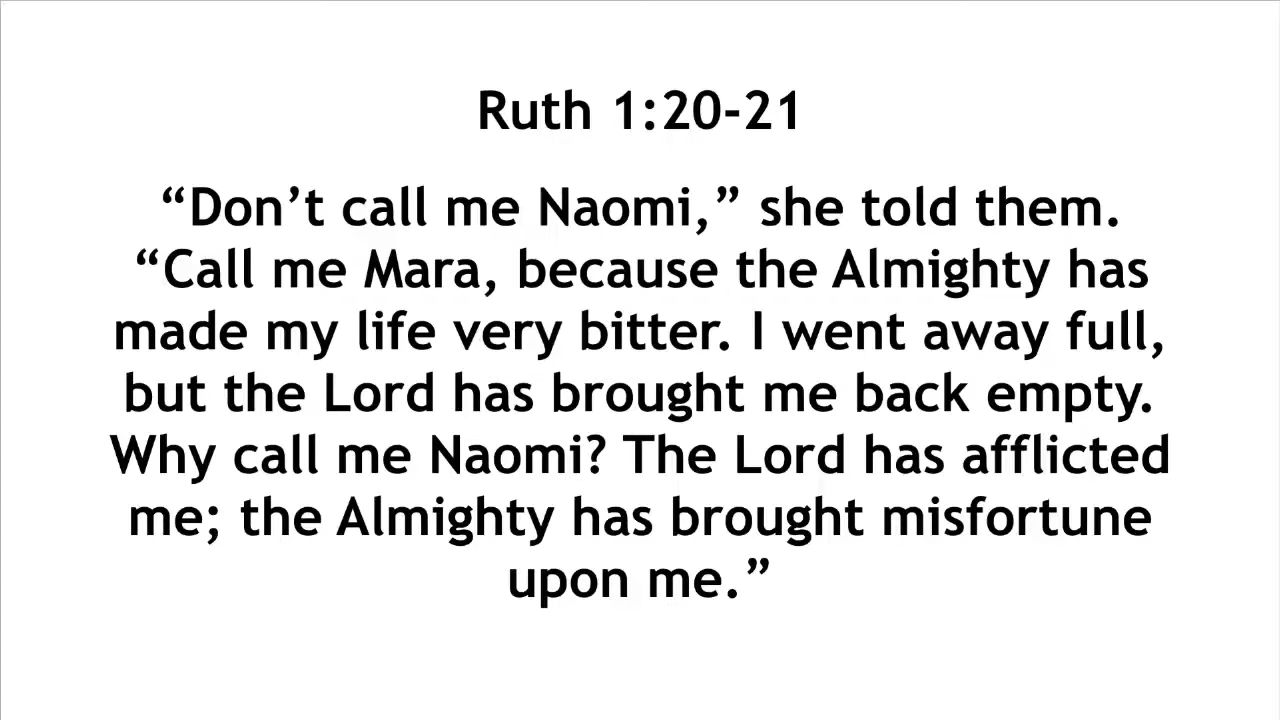 Ruth 1:20-21
“Don’t call me Naomi,” she told them.
“Call me Mara, because the Almighty has
made my life very bitter. I went away full,
but the Lord has brought me back empty.
Why call me Naomi? The Lord has afflicted
me; the Almighty has brought misfortune
upon me.”